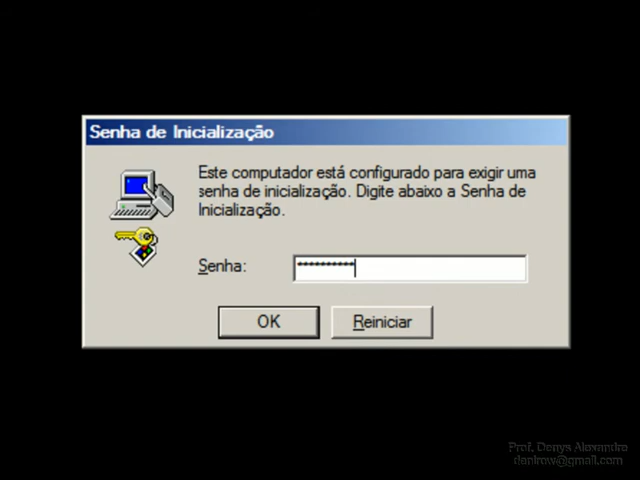 Senha de Inicialização
Este computador está configurado para exigir uma
senha de inicialização. Digite abaixo a Senha de
Inicialização.
Senha: **********
OK Reiniciar
Prof. Denys Alexandre
denirow@gmail.com